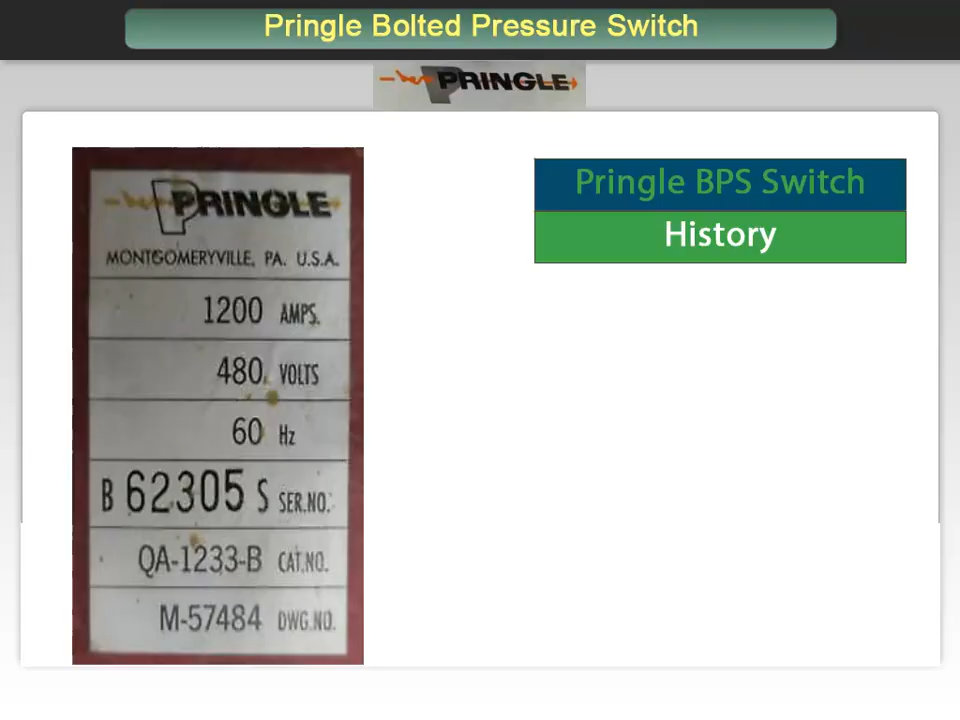 Pringle Bolted Pressure Switch
PRINGLE
PRINGLE
MONTGOMERYVILLE, PA. U.S.A.
1200 AMPS.
480 VOLTS
60 Hz
B 62305 S SER.NO.
QA-1233-B CAT.NO.
M-57484 DWG.NO.
Pringle BPS Switch
History